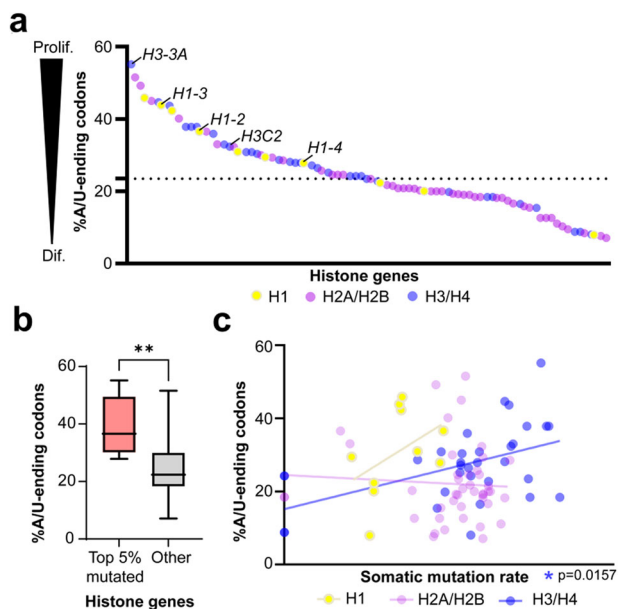 a
Prolif.
Dif.
%A/U-ending codons
60
40
20
0
H3-3A
H1-3
H1-2
H3C2
H1-4
Histone genes
H1 H2A/H2B H3/H4
b
**
%A/U-ending codons
60
40
20
0
Top 5% mutated
Other
Histone genes
c
%A/U-ending codons
60
40
20
0
Somatic mutation rate
* p=0.0157
H1 H2A/H2B H3/H4